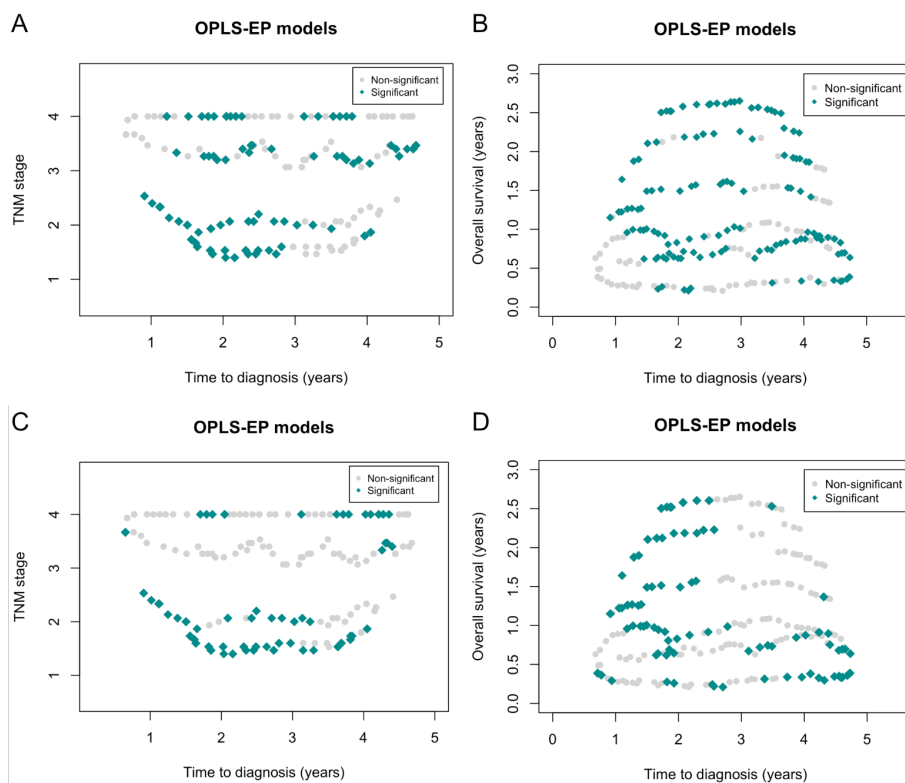 A
OPLS-EP models
Non-significant
Significant
TNM stage
4
3
2
1
1 2 3 4 5
Time to diagnosis (years)
B
OPLS-EP models
Non-significant
Significant
Overall survival (years)
3.0
2.5
2.0
1.5
1.0
0.5
0.0
0 1 2 3 4 5
Time to diagnosis (years)
C
OPLS-EP models
Non-significant
Significant
TNM stage
4
3
2
1
1 2 3 4 5
Time to diagnosis (years)
D
OPLS-EP models
Non-significant
Significant
Overall survival (years)
3.0
2.5
2.0
1.5
1.0
0.5
0.0
0 1 2 3 4 5
Time to diagnosis (years)